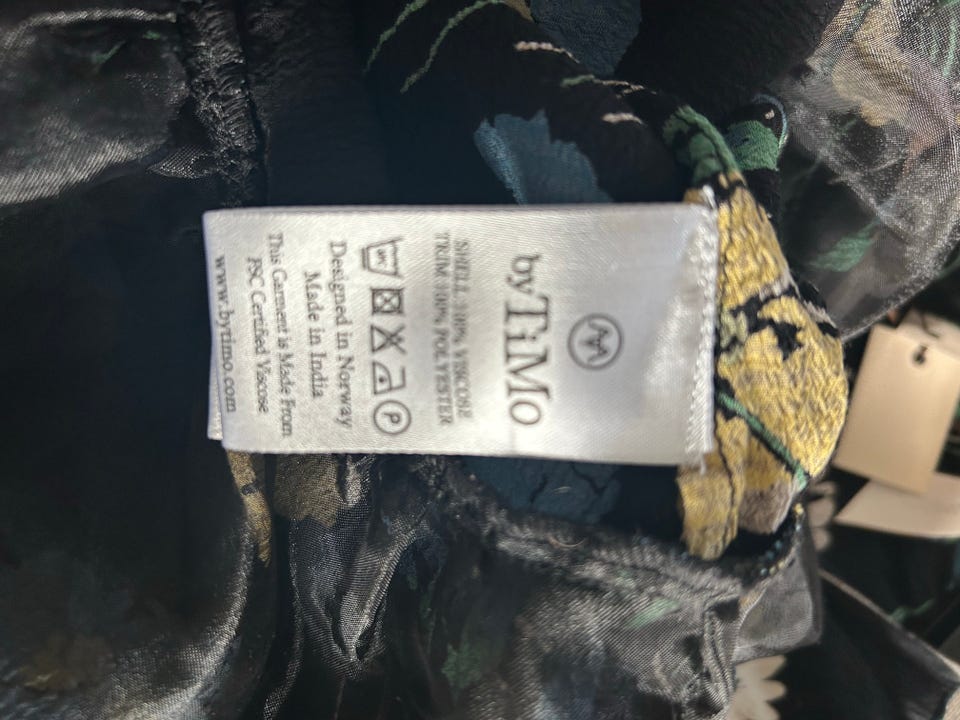 byTiMo
SHELL 100% VISCOSE
TRIM 100% POLYESTER
P
Designed in Norway
Made in India
This Garment is Made From
FSC Certified Viscose
www.bytimo.com